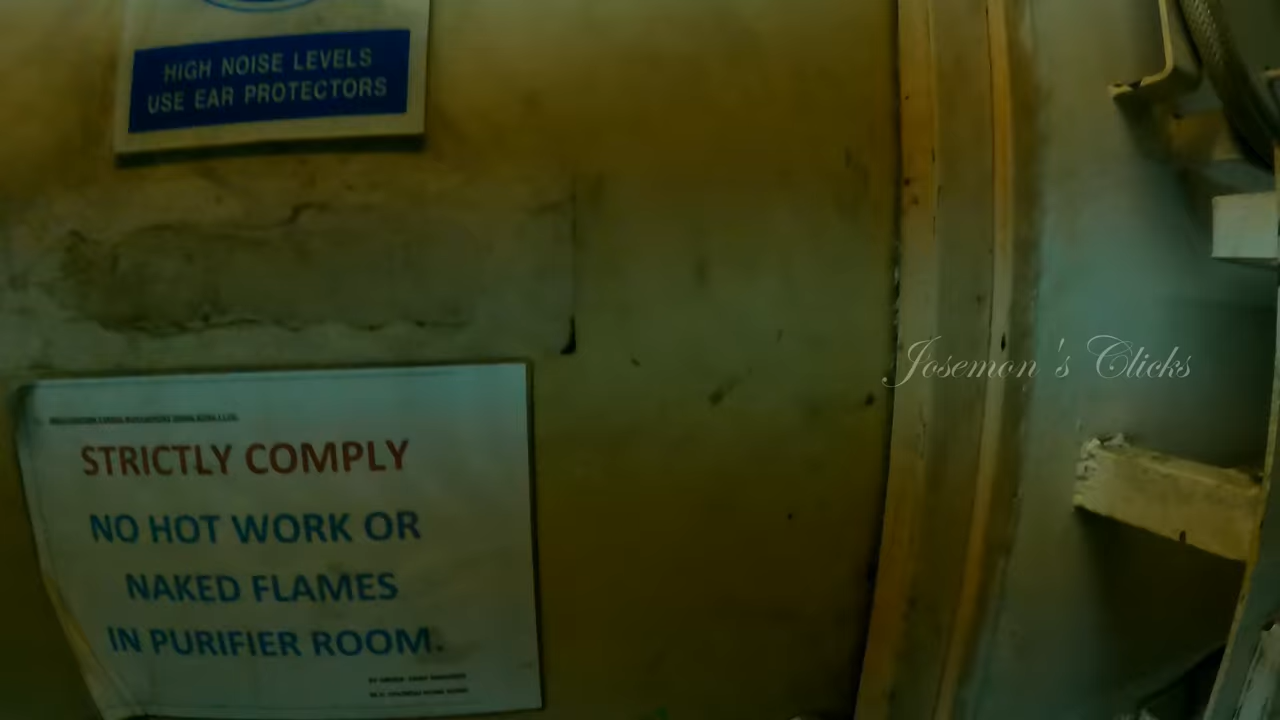 HIGH NOISE LEVELS
USE EAR PROTECTORS
Josemon's Clicks
STRICTLY COMPLY
NO HOT WORK OR
NAKED FLAMES
IN PURIFIER ROOM.